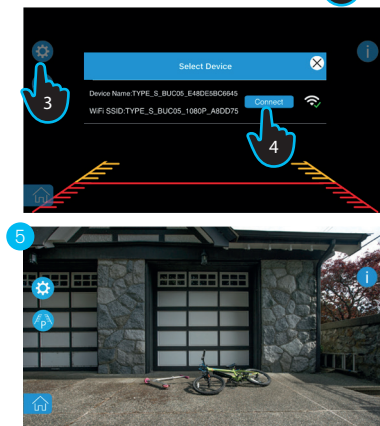 Select Device
Device Name:TYPE_S_BUC05_E48DE5BC6645
WiFi SSID:TYPE_S_BUC05_1080P_A8DD75
Connect
3
4
i
5
i
P